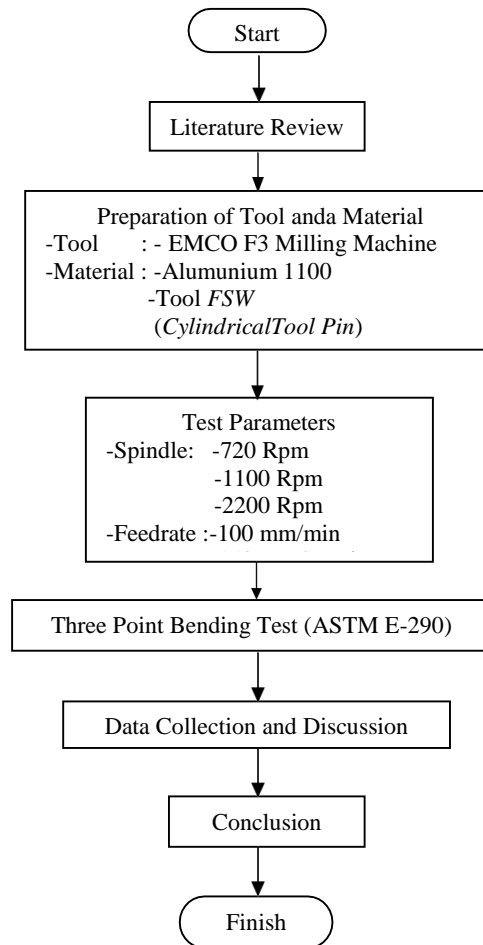 Start
Literature Review
Preparation of Tool anda Material
-Tool : - EMCO F3 Milling Machine
-Material : -Alumunium 1100
-Tool FSW
(CylindricalTool Pin)
Test Parameters
-Spindle: -720 Rpm
-1100 Rpm
-2200 Rpm
-Feedrate :-100 mm/min
Three Point Bending Test (ASTM E-290)
Data Collection and Discussion
Conclusion
Finish